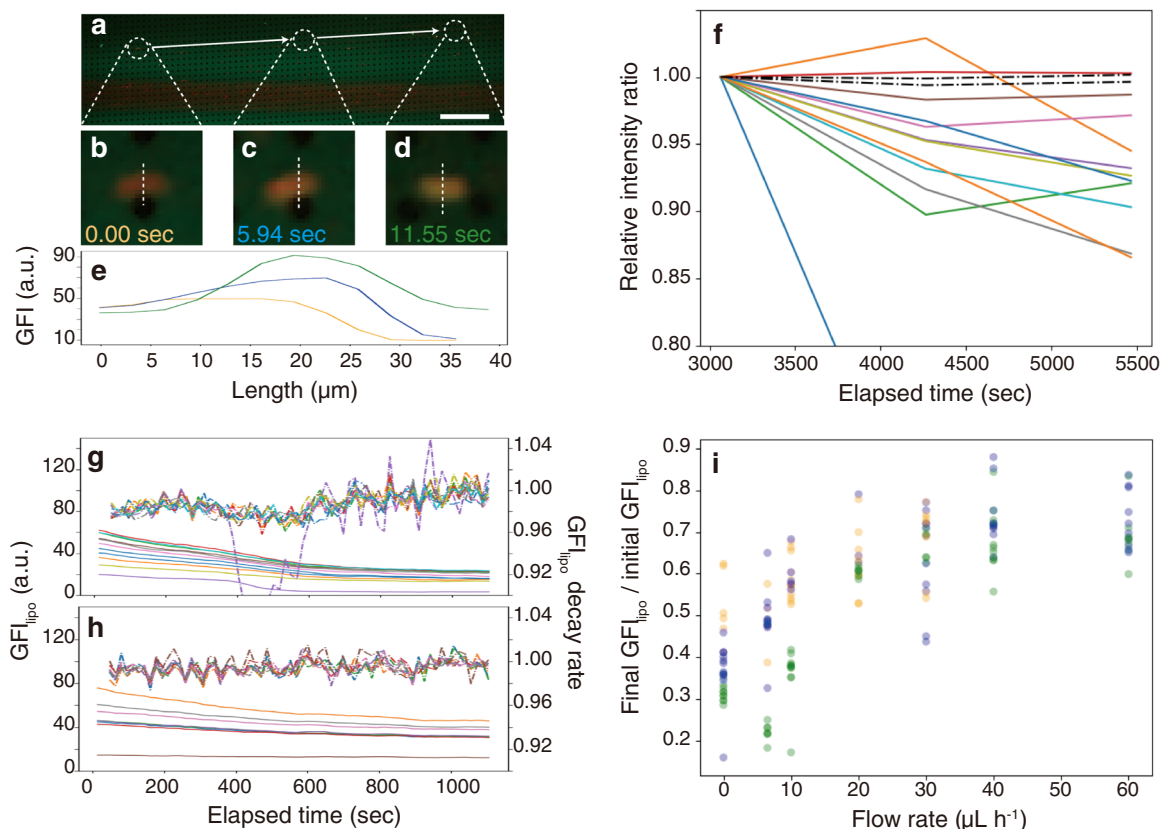 a
b
c
d
0.00 sec
5.94 sec
11.55 sec
e
90
50
10
GFI (a.u.)
0 5 10 15 20 25 30 35 40
Length (µm)
f
1.00
0.95
0.90
0.85
0.80
Relative intensity ratio
3000 3500 4000 4500 5000 5500
Elapsed time (sec)
g
120
80
40
0
1.04
1.00
0.96
0.92
h
120
80
40
0
1.04
1.00
0.96
0.92
GFIlipo (a.u.)
GFIlipo decay rate
0 200 400 600 800 1000
Elapsed time (sec)
i
0.9
0.8
0.7
0.6
0.5
0.4
0.3
0.2
Final GFIlipo / initial GFIlipo
0 10 20 30 40 50 60
Flow rate (µL h⁻¹)